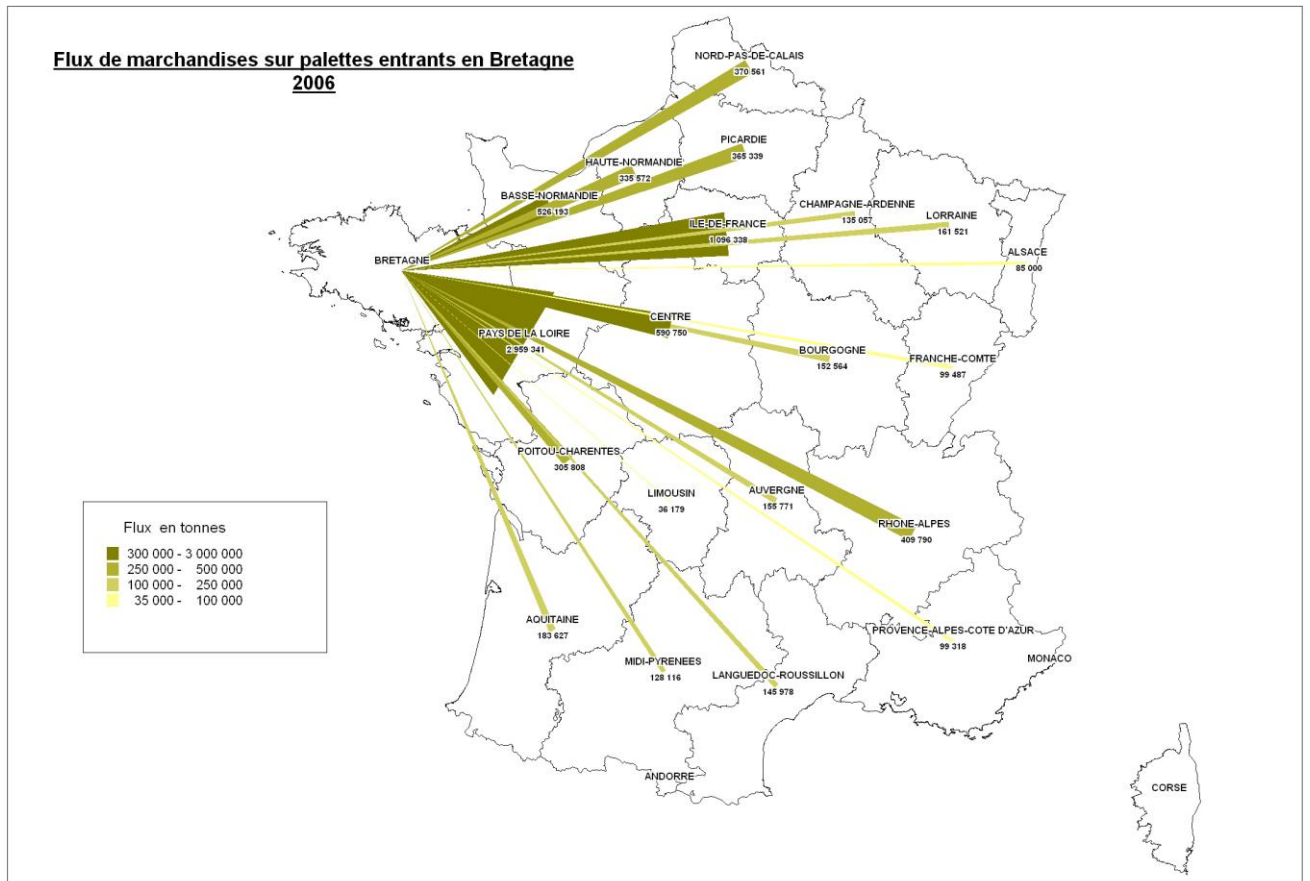 Flux de marchandises sur palettes entrants en Bretagne
2006
NORD-PAS-DE-CALAIS
370 561
PICARDIE
365 339
HAUTE-NORMANDIE
335 572
BASSE-NORMANDIE
526 193
CHAMPAGNE-ARDENNE
135 057
LORRAINE
161 521
ILE-DE-FRANCE
1 096 338
ALSACE
85 000
BRETAGNE
CENTRE
590 750
PAYS DE LA LOIRE
2 959 341
BOURGOGNE
152 564
FRANCHE-COMTE
99 487
POITOU-CHARENTES
305 808
LIMOUSIN
36 179
AUVERGNE
155 771
RHONE-ALPES
409 790
Flux en tonnes
300 000 - 3 000 000
250 000 - 500 000
100 000 - 250 000
35 000 - 100 000
AQUITAINE
183 627
PROVENCE-ALPES-COTE D'AZUR
99 318
MONACO
MIDI-PYRENEES
128 116
LANGUEDOC-ROUSSILLON
145 978
ANDORRE
CORSE